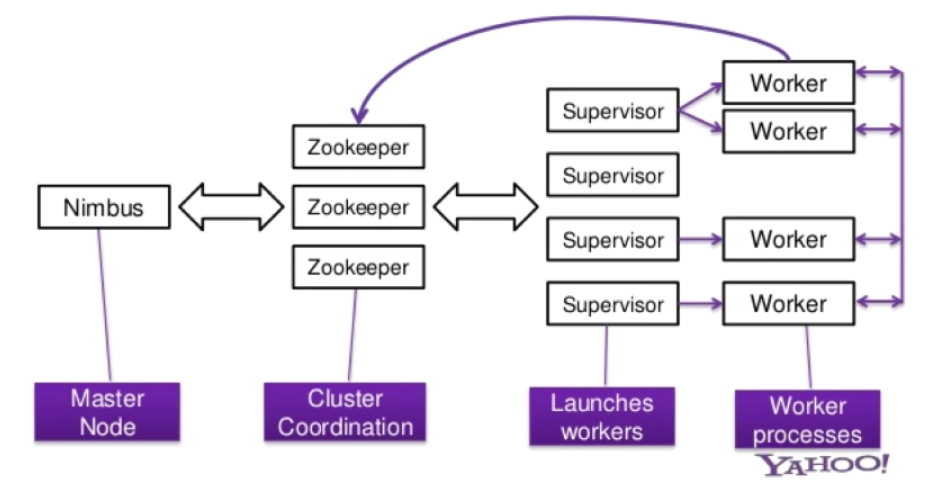 Nimbus
Zookeeper
Zookeeper
Zookeeper
Supervisor
Supervisor
Supervisor
Supervisor
Worker
Worker
Worker
Worker
Master
Node
Cluster
Coordination
Launches
workers
Worker
processes
YAHOO!